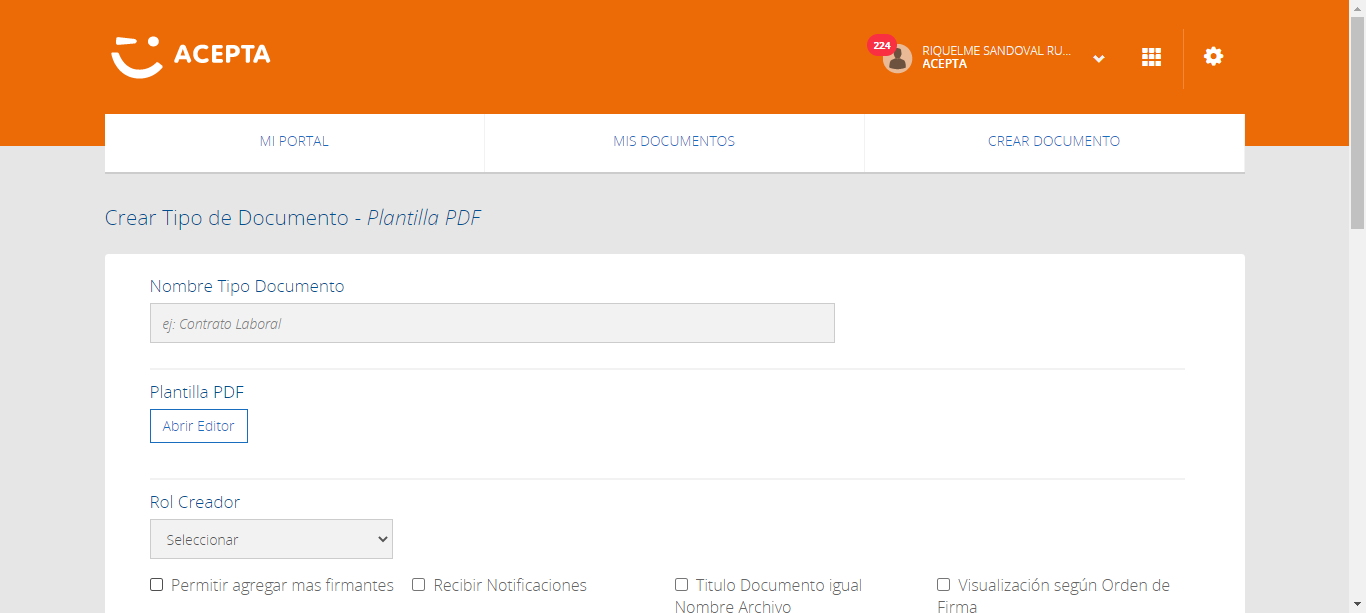 ACEPTA
224
RIQUELME SANDOVAL RU...
ACEPTA
MI PORTAL
MIS DOCUMENTOS
CREAR DOCUMENTO
Crear Tipo de Documento - Plantilla PDF
Nombre Tipo Documento
ej: Contrato Laboral
Plantilla PDF
Abrir Editor
Rol Creador
Seleccionar
Permitir agregar mas firmantes
Recibir Notificaciones
Titulo Documento igual
Nombre Archivo
Visualización según Orden de
Firma